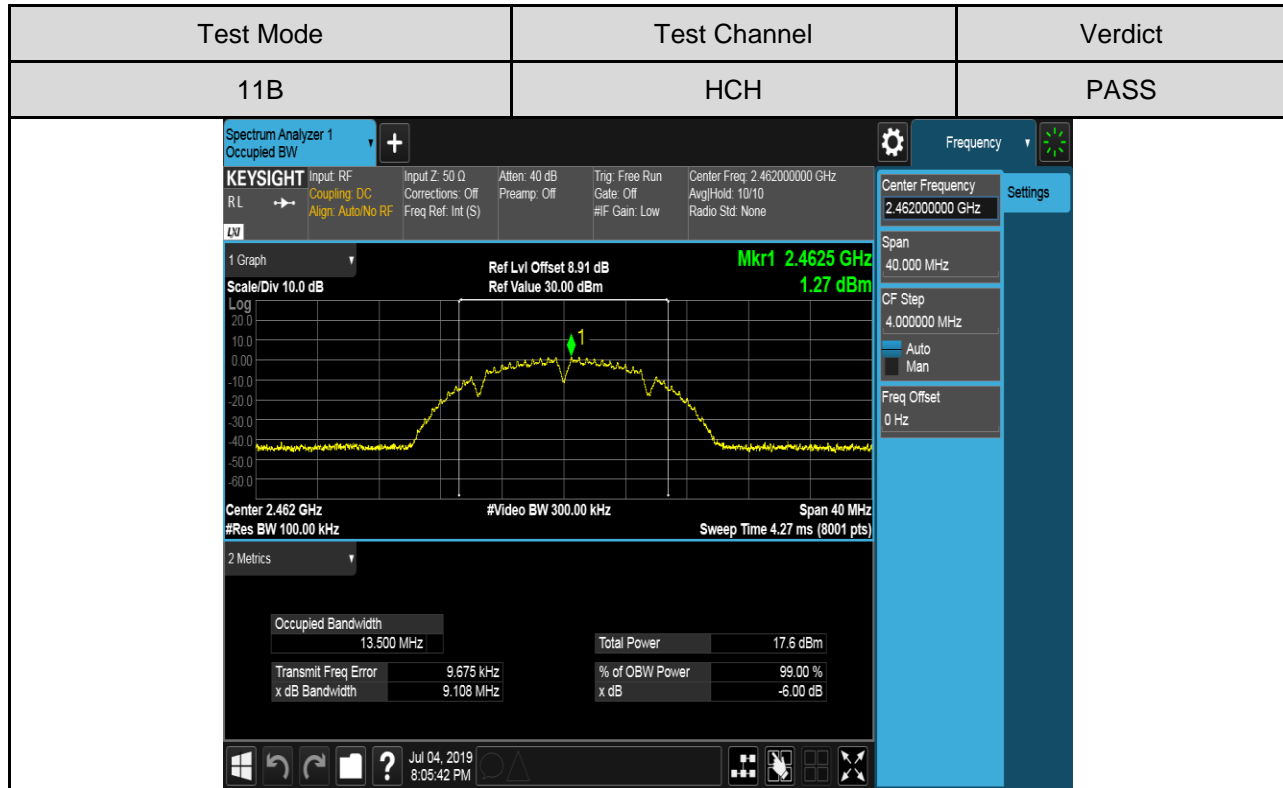 Test Mode Test Channel Verdict
11B HCH PASS
Spectrum Analyzer 1
Occupied BW
+
Frequency
KEYSIGHT Input: RF Input Z: 50 Ω Atten: 40 dB Trig: Free Run Center Freq: 2.462000000 GHz
RL Coupling: DC Corrections: Off Preamp: Off Gate: Off Avg|Hold: 10/10
Align: Auto/No RF Freq Ref: Int (S) #IF Gain: Low Radio Std: None
LXI
Center Frequency
2.462000000 GHz
Settings
Span
40.000 MHz
CF Step
4.000000 MHz
Auto
Man
Freq Offset
0 Hz
1 Graph
Ref Lvl Offset 8.91 dB
Mkr1 2.4625 GHz
Scale/Div 10.0 dB
Ref Value 30.00 dBm
1.27 dBm
Log
20.0
10.0
0.00
-10.0
-20.0
-30.0
-40.0
-50.0
-60.0
1
Center 2.462 GHz #Video BW 300.00 kHz Span 40 MHz
#Res BW 100.00 kHz Sweep Time 4.27 ms (8001 pts)
2 Metrics
Occupied Bandwidth
13.500 MHz Total Power 17.6 dBm
Transmit Freq Error 9.675 kHz % of OBW Power 99.00 %
x dB Bandwidth 9.108 MHz x dB -6.00 dB
?
Jul 04, 2019
8:05:42 PM